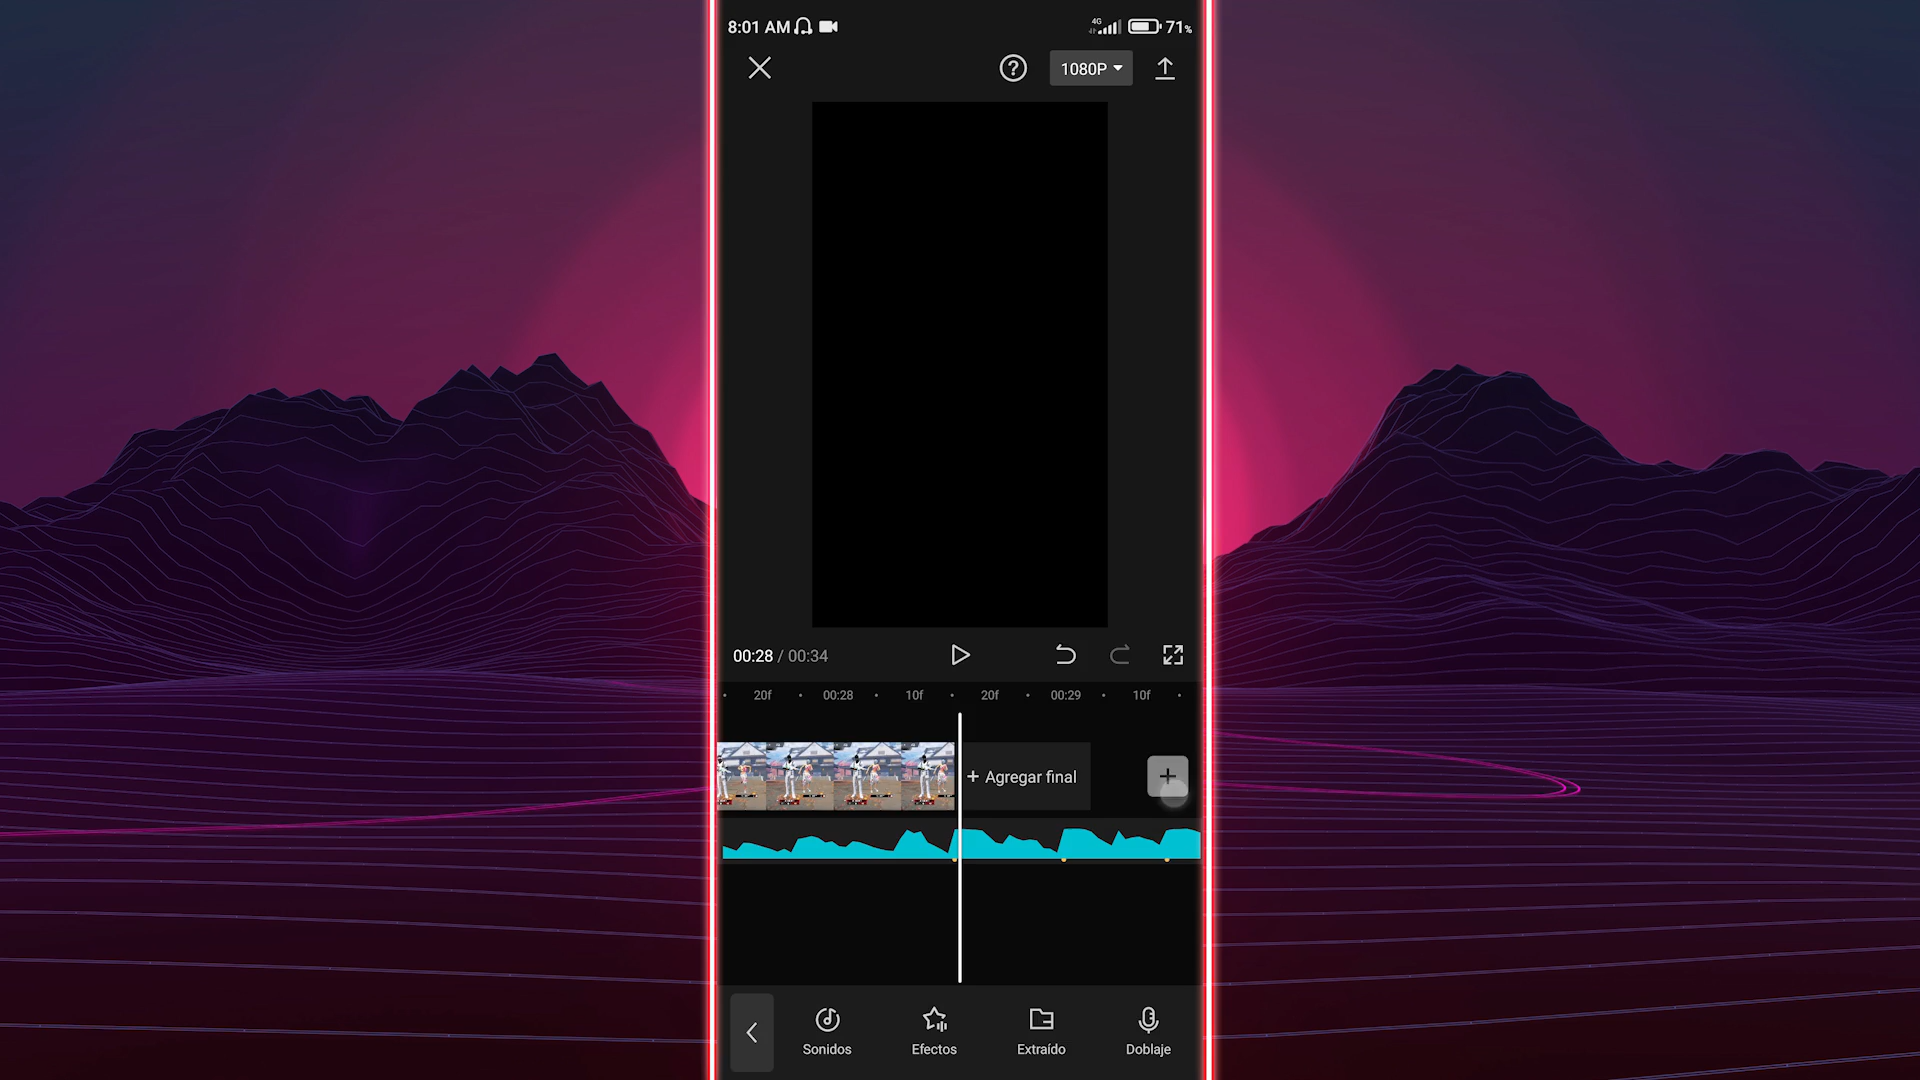 8:01 AM 4G 71%
1080P
00:28 / 00:34
20f 00:28 10f 20f 00:29 10f
+ Agregar final
Sonidos Efectos Extraído Doblaje